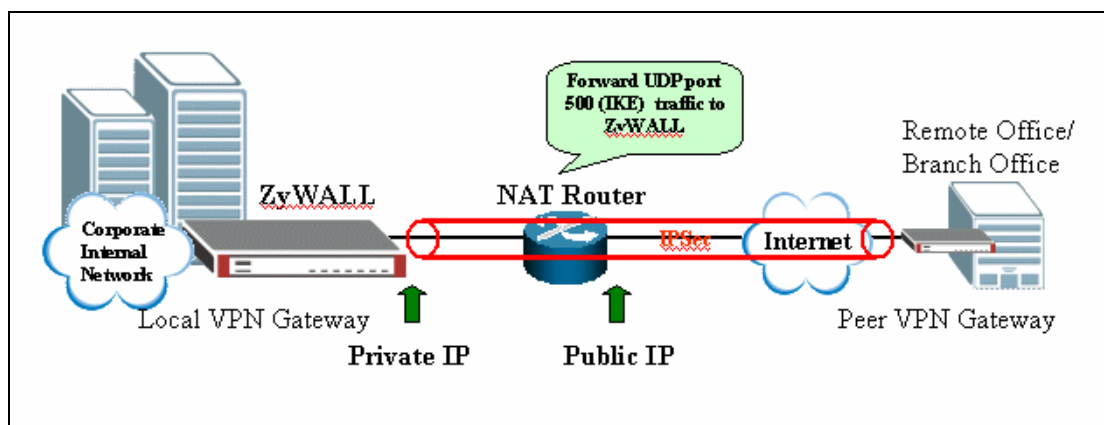 Forward UDP port
500 (IKE) traffic to
ZyWALL
Remote Office/
Branch Office
ZyWALL
NAT Router
Corporate
Internal
Network
IPSec
Internet
Local VPN Gateway
Peer VPN Gateway
Private IP
Public IP